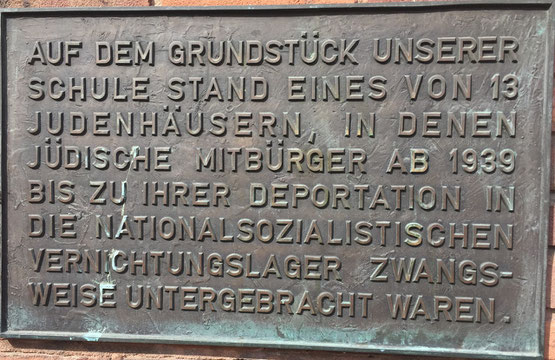 AUF DEM GRUNDSTÜCK UNSERER
SCHULE STAND EINES VON 13
JUDENHÄUSERN, IN DENEN
JÜDISCHE MITBÜRGER AB 1939
BIS ZU IHRER DEPORTATION IN
DIE NATIONALSOZIALISTISCHEN
VERNICHTUNGSLAGER ZWANGS-
WEISE UNTERGEBRACHT WAREN.